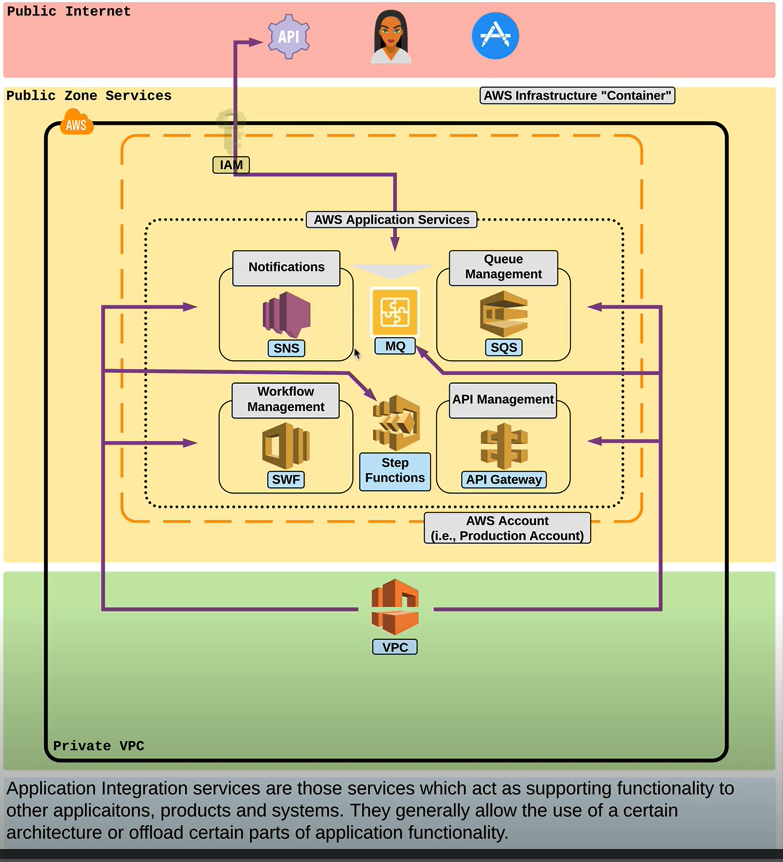 Public Internet
API
Public Zone Services
AWS Infrastructure "Container"
AWS
IAM
AWS Application Services
Notifications
SNS
MQ
Queue
Management
SQS
Workflow
Management
SWF
Step
Functions
API Management
API Gateway
AWS Account
(i.e., Production Account)
VPC
Private VPC
Application Integration services are those services which act as supporting functionality to
other applicaitons, products and systems. They generally allow the use of a certain
architecture or offload certain parts of application functionality.